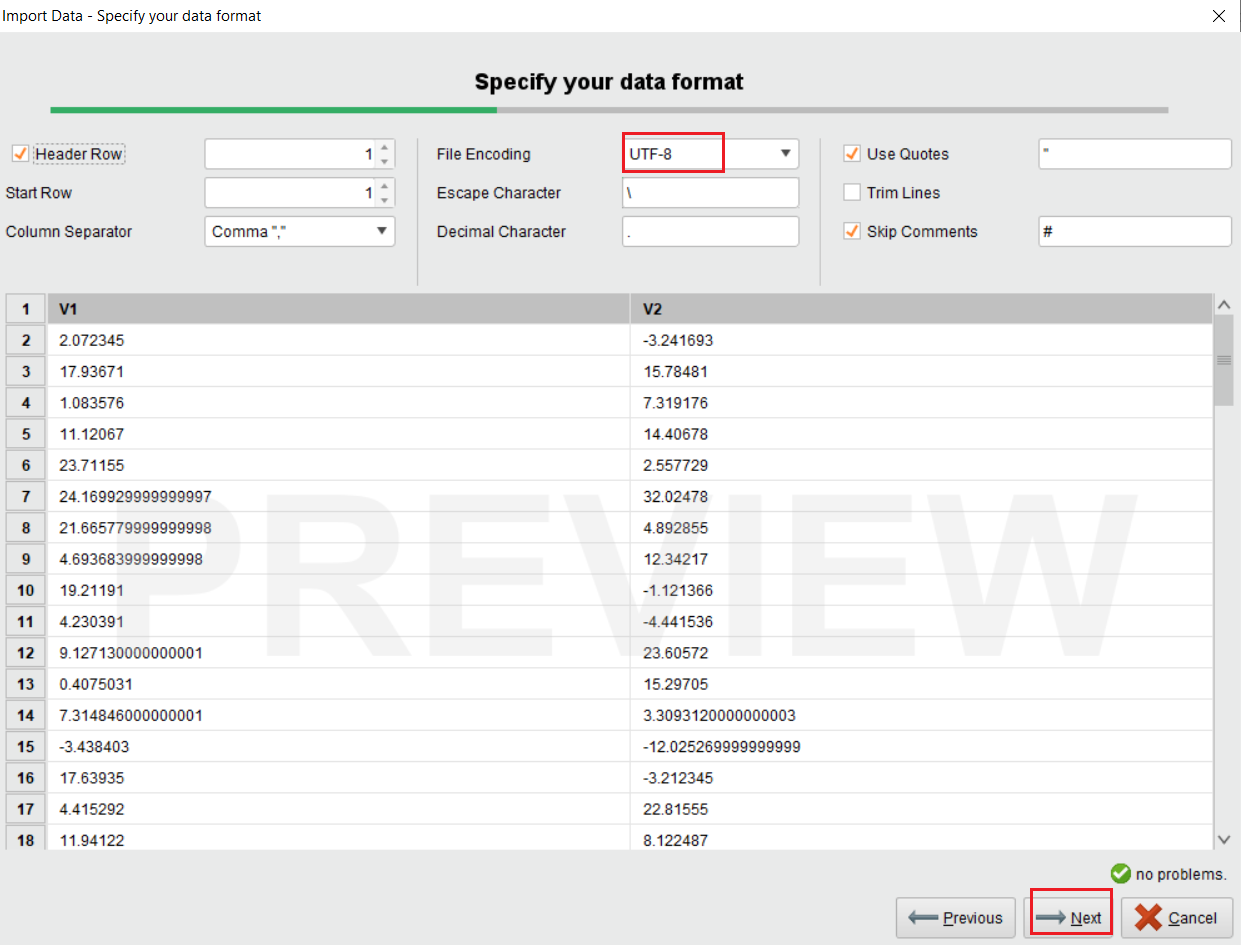 Import Data - Specify your data format
Specify your data format
Header Row 1 File Encoding UTF-8 Use Quotes "
Start Row 1 Escape Character \ Trim Lines
Column Separator Comma "," Decimal Character . Skip Comments #
1 V1 V2
2 2.072345 -3.241693
3 17.93671 15.78481
4 1.083576 7.319176
5 11.12067 14.40678
6 23.71155 2.557729
7 24.169929999999997 32.02478
8 21.665779999999998 4.892855
9 4.693683999999998 12.34217
10 19.21191 -1.121366
11 4.230391 -4.441536
12 9.127130000000001 23.60572
13 0.4075031 15.29705
14 7.314846000000001 3.3093120000000003
15 -3.438403 -12.025269999999999
16 17.63935 -3.212345
17 4.415292 22.81555
18 11.94122 8.122487
PREVIEW
no problems.
Previous Next Cancel